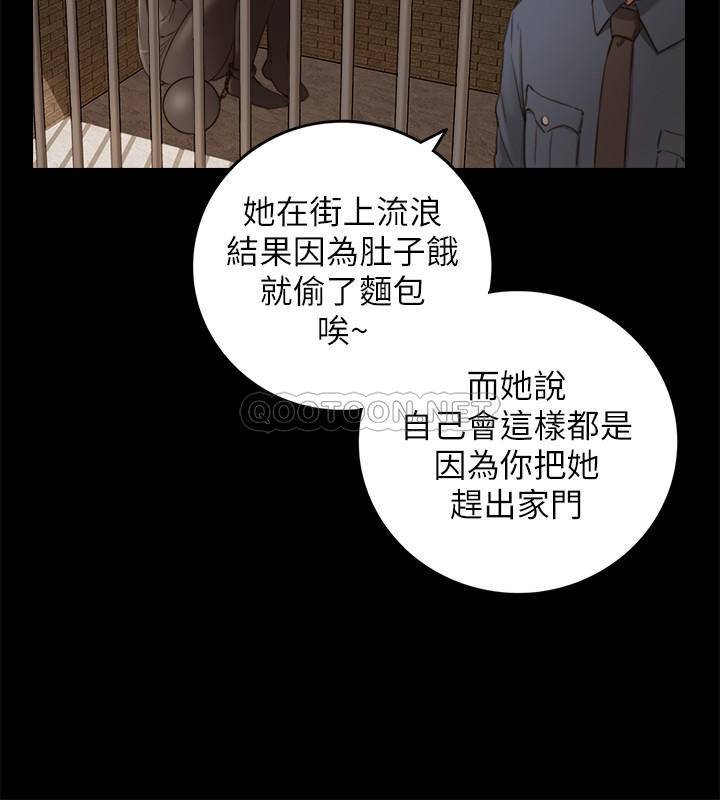 她在街上流浪
結果因為肚子餓
就偷了麵包
唉~
而她說
自己會這樣都是
因為你把她
趕出家門
QOOTOON.NET